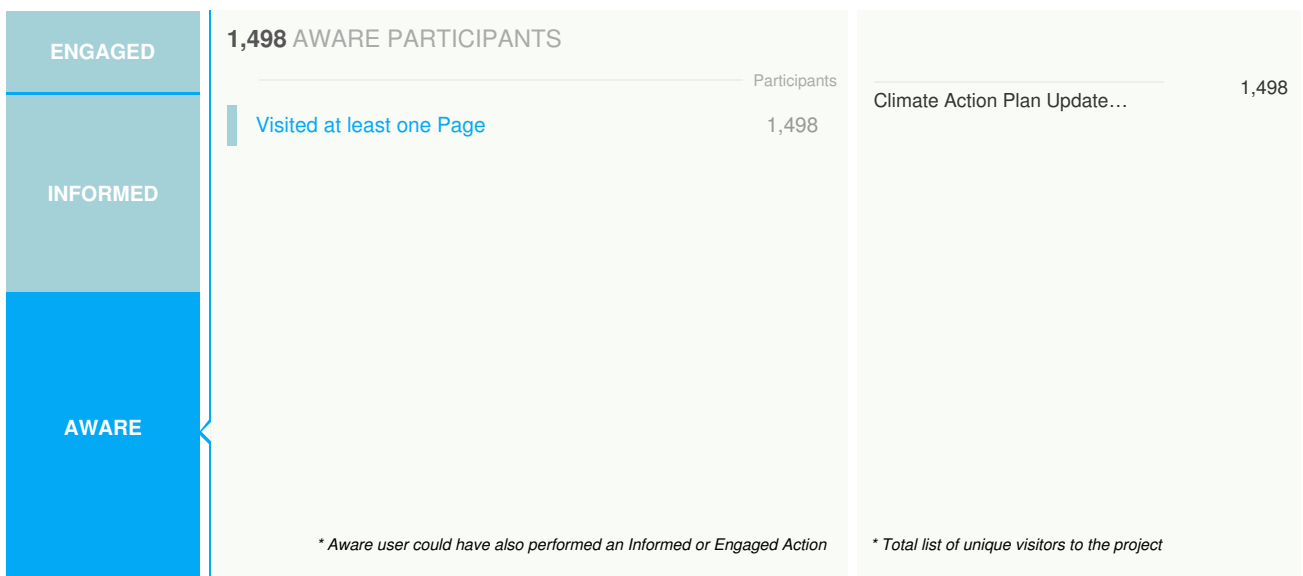 ENGAGED
INFORMED
AWARE
1,498 AWARE PARTICIPANTS
Participants
Visited at least one Page 1,498
* Aware user could have also performed an Informed or Engaged Action
Climate Action Plan Update… 1,498
* Total list of unique visitors to the project